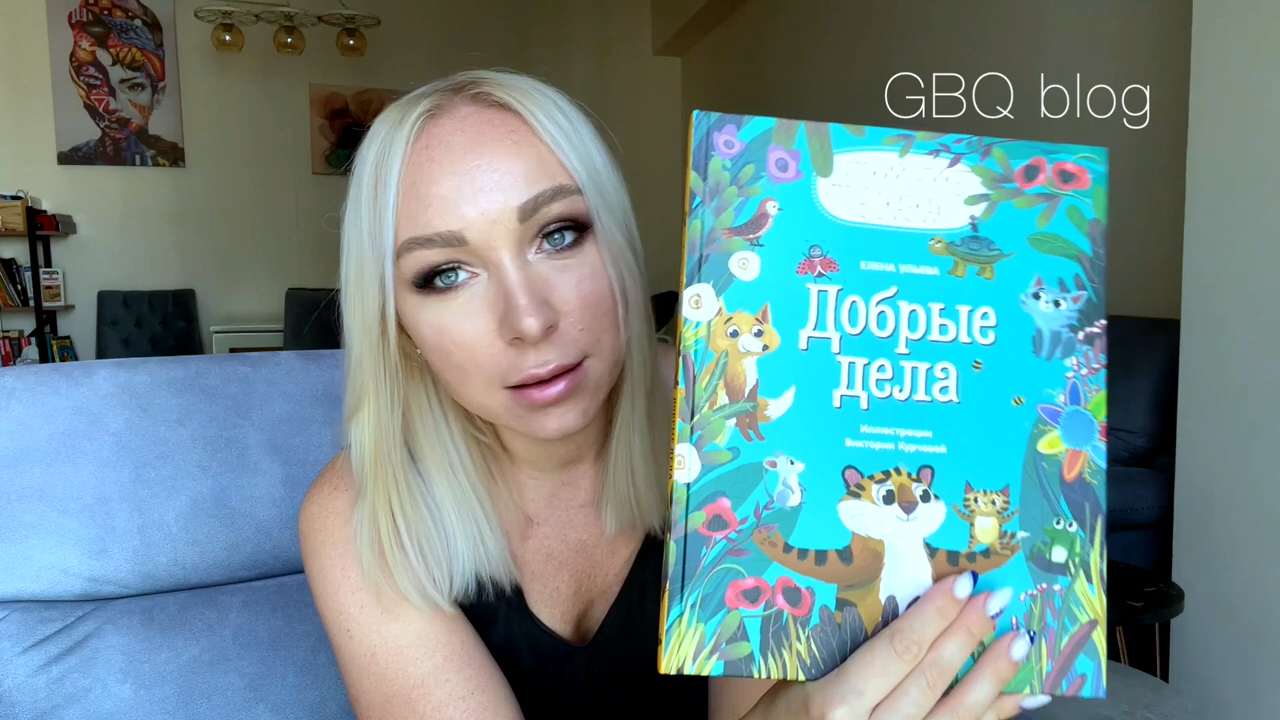 GBQ blog
ЕЛЕНА УЛЬЕВА
Добрые
дела
Иллюстрации
Виктории Курчевой